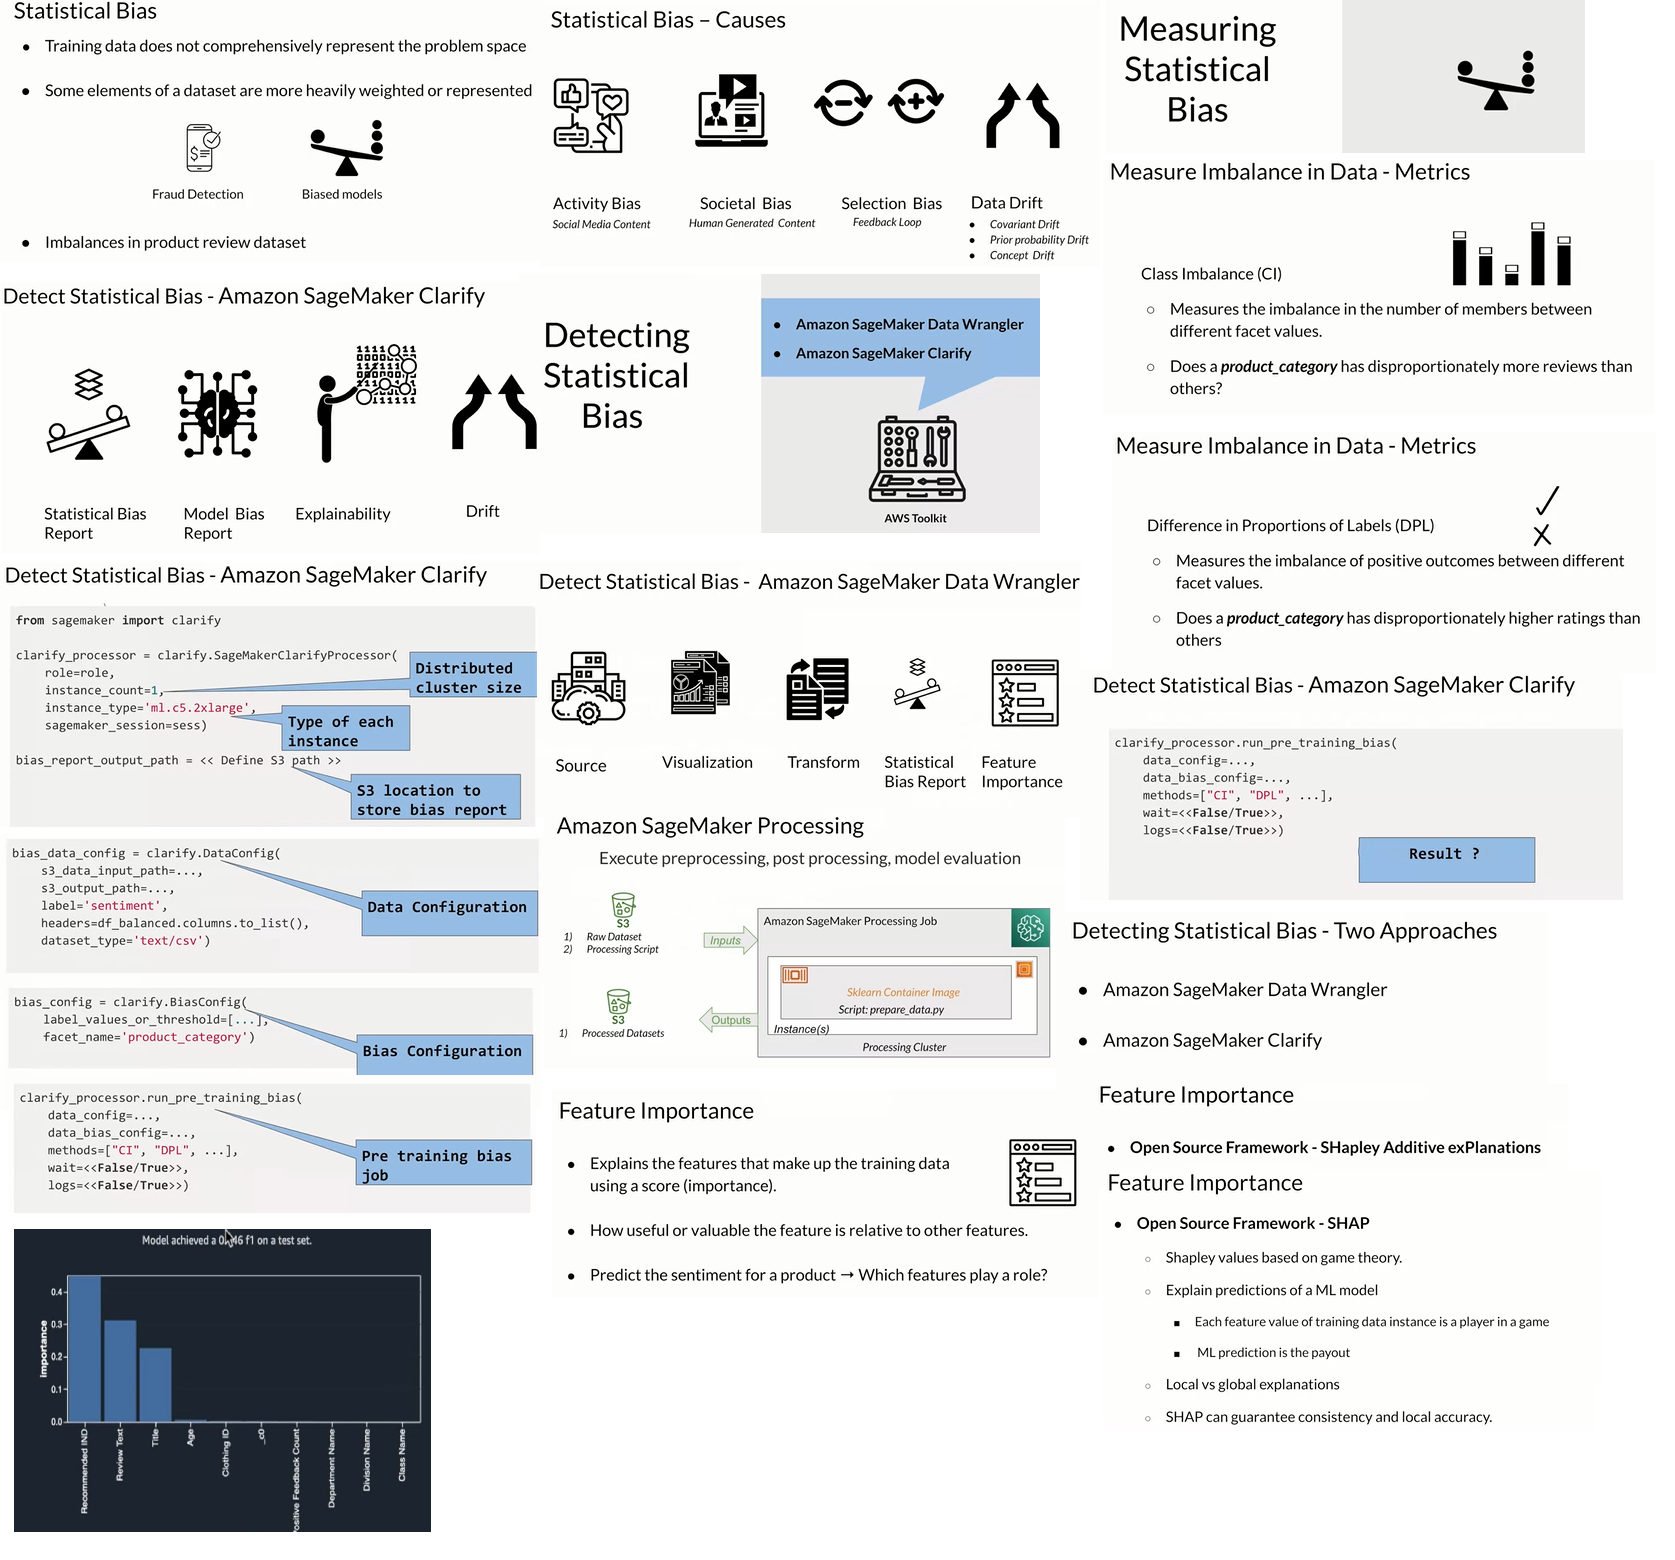 Statistical Bias
● Training data does not comprehensively represent the problem space
● Some elements of a dataset are more heavily weighted or represented
Fraud Detection
Biased models
● Imbalances in product review dataset
Detect Statistical Bias - Amazon SageMaker Clarify
Statistical Bias
Report
Model Bias
Report
Explainability
Drift
Detect Statistical Bias - Amazon SageMaker Clarify
from sagemaker import clarify
clarify_processor = clarify.SageMakerClarifyProcessor(
role=role,
instance_count=1,
instance_type='ml.c5.2xlarge',
sagemaker_session=sess)
bias_report_output_path = << Define S3 path >>
Distributed
cluster size
Type of each
instance
S3 location to
store bias report
bias_data_config = clarify.DataConfig(
s3_data_input_path=...,
s3_output_path=...,
label='sentiment',
headers=df_balanced.columns.to_list(),
dataset_type='text/csv')
Data Configuration
bias_config = clarify.BiasConfig(
label_values_or_threshold=[...],
facet_name='product_category')
Bias Configuration
clarify_processor.run_pre_training_bias(
data_config=...,
data_bias_config=...,
methods=["CI", "DPL", ...],
wait=<<False/True>>,
logs=<<False/True>>)
Pre training bias
job
Model achieved a f1 on a test set.
Importance
0.4
0.3
0.2
0.1
0.0
Recommended IND
Review Text
Title
Age
Clothing ID
_c0
ositive Feedback Count
Department Name
Division Name
Class Name
Statistical Bias – Causes
Activity Bias
Social Media Content
Societal Bias
Human Generated Content
Selection Bias
Feedback Loop
Data Drift
● Covariant Drift
● Prior probability Drift
● Concept Drift
Detecting
Statistical
Bias
● Amazon SageMaker Data Wrangler
● Amazon SageMaker Clarify
AWS Toolkit
Detect Statistical Bias - Amazon SageMaker Data Wrangler
Source
Visualization
Transform
Statistical
Bias Report
Feature
Importance
Amazon SageMaker Processing
Execute preprocessing, post processing, model evaluation
S3
1) Raw Dataset
2) Processing Script
Inputs
S3
1) Processed Datasets
Outputs
Amazon SageMaker Processing Job
Sklearn Container Image
Script: prepare_data.py
Instance(s)
Processing Cluster
Feature Importance
● Explains the features that make up the training data
using a score (importance).
● How useful or valuable the feature is relative to other features.
● Predict the sentiment for a product → Which features play a role?
Measuring
Statistical
Bias
Measure Imbalance in Data - Metrics
Class Imbalance (CI)
○ Measures the imbalance in the number of members between
different facet values.
○ Does a product_category has disproportionately more reviews than
others?
Measure Imbalance in Data - Metrics
Difference in Proportions of Labels (DPL)
○ Measures the imbalance of positive outcomes between different
facet values.
○ Does a product_category has disproportionately higher ratings than
others
Detect Statistical Bias - Amazon SageMaker Clarify
clarify_processor.run_pre_training_bias(
data_config=...,
data_bias_config=...,
methods=["CI", "DPL", ...],
wait=<<False/True>>,
logs=<<False/True>>)
Result ?
Detecting Statistical Bias - Two Approaches
● Amazon SageMaker Data Wrangler
● Amazon SageMaker Clarify
Feature Importance
● Open Source Framework - SHapley Additive exPlanations
Feature Importance
● Open Source Framework - SHAP
○ Shapley values based on game theory.
○ Explain predictions of a ML model
■ Each feature value of training data instance is a player in a game
■ ML prediction is the payout
○ Local vs global explanations
○ SHAP can guarantee consistency and local accuracy.